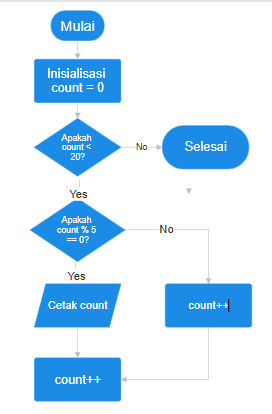 Mulai
Inisialisasi
count = 0
Apakah
count <
20?
No
Selesai
Yes
Apakah
count % 5
== 0?
No
Yes
Cetak count
count++
count++